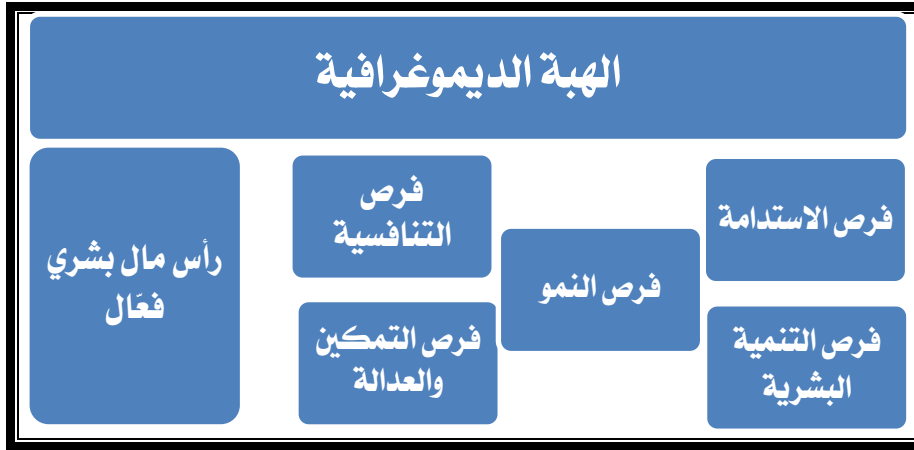 الهبة الديموغرافية
فرص الاستدامة
فرص التنمية
البشرية
فرص النمو
فرص
التنافسية
فرص التمكين
والعدالة
رأس مال بشري
فعّال